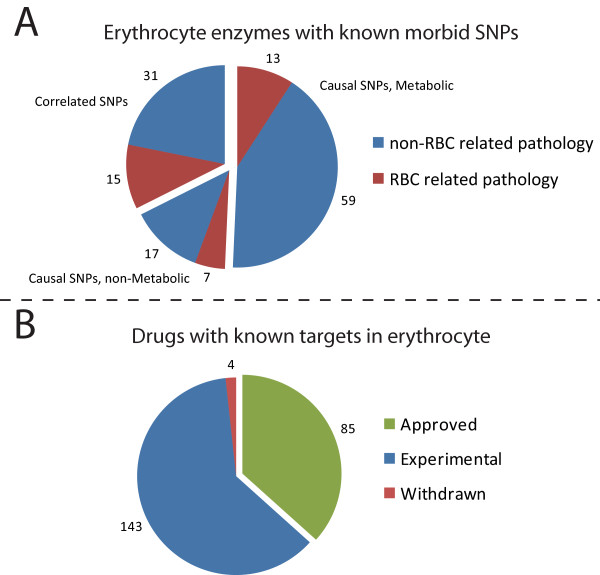 A
Erythrocyte enzymes with known morbid SNPs
13
31
Causal SNPs, Metabolic
Correlated SNPs
non-RBC related pathology
RBC related pathology
15
59
17
Causal SNPs, non-Metabolic
7
B
Drugs with known targets in erythrocyte
4
85
Approved
Experimental
Withdrawn
143